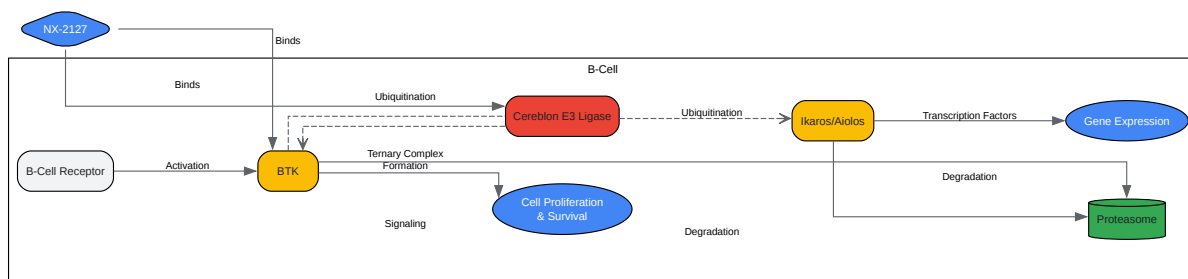 NX-2127
Binds
B-Cell
Binds
Ubiquitination
Cereblon E3 Ligase
Ubiquitination
Ikaros/Aiolos
Transcription Factors
Gene Expression
B-Cell Receptor
Activation
BTK
Ternary Complex
Formation
Degradation
Cell Proliferation
& Survival
Proteasome
Signaling
Degradation